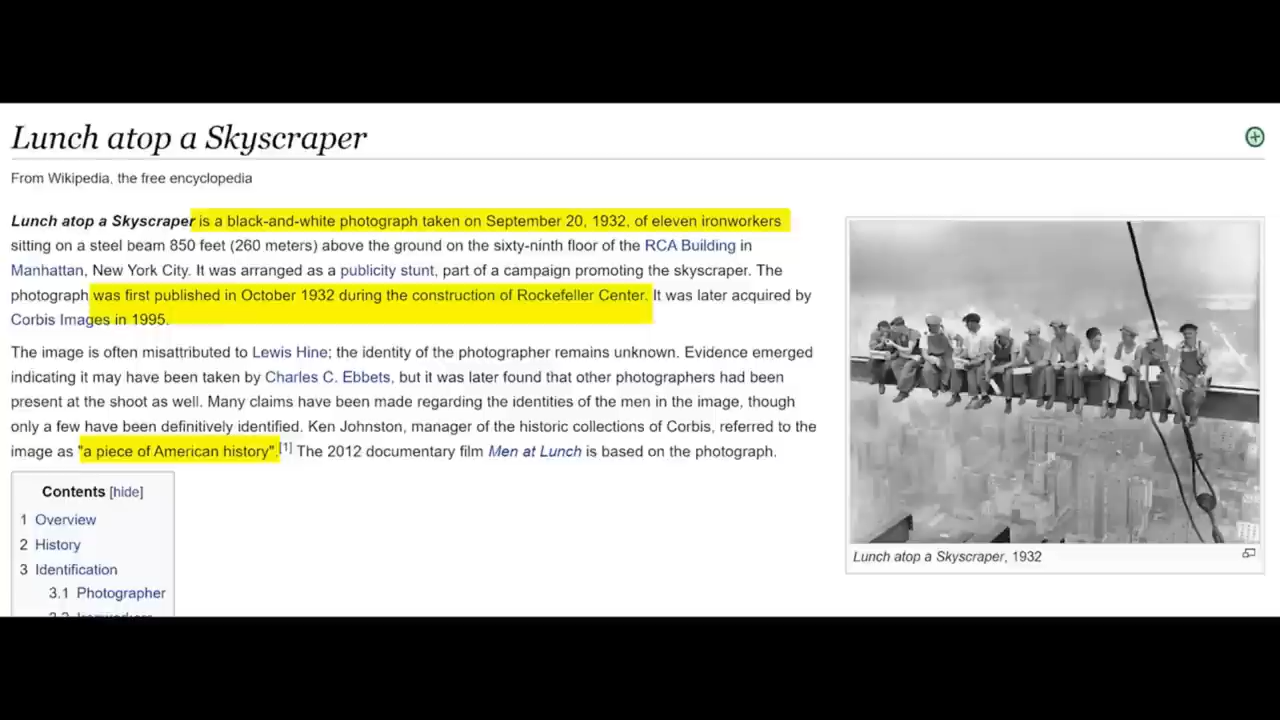 Lunch atop a Skyscraper
From Wikipedia, the free encyclopedia
Lunch atop a Skyscraper is a black-and-white photograph taken on September 20, 1932, of eleven ironworkers
sitting on a steel beam 850 feet (260 meters) above the ground on the sixty-ninth floor of the RCA Building in
Manhattan, New York City. It was arranged as a publicity stunt, part of a campaign promoting the skyscraper. The
photograph was first published in October 1932 during the construction of Rockefeller Center. It was later acquired by
Corbis Images in 1995.
The image is often misattributed to Lewis Hine; the identity of the photographer remains unknown. Evidence emerged
indicating it may have been taken by Charles C. Ebbets, but it was later found that other photographers had been
present at the shoot as well. Many claims have been made regarding the identities of the men in the image, though
only a few have been definitively identified. Ken Johnston, manager of the historic collections of Corbis, referred to the
image as "a piece of American history".[1] The 2012 documentary film Men at Lunch is based on the photograph.
Contents [hide]
1 Overview
2 History
3 Identification
3.1 Photographer
Lunch atop a Skyscraper, 1932